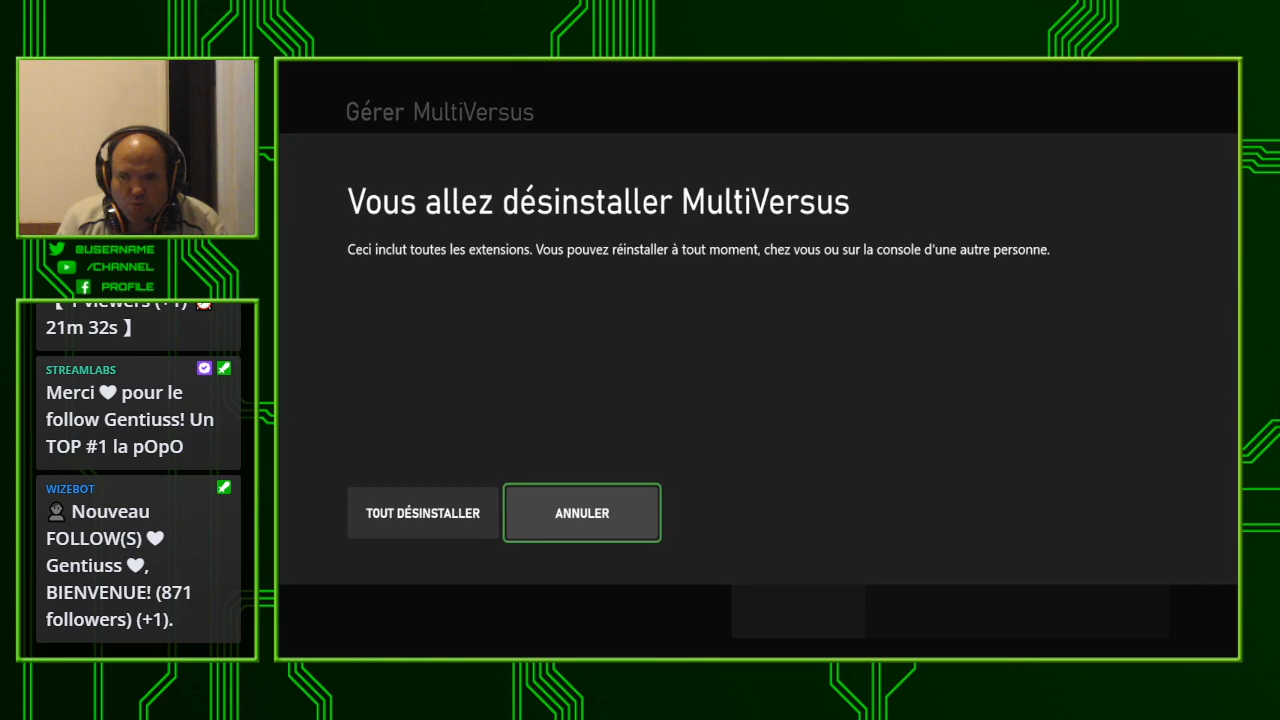 Gérer MultiVersus
Vous allez désinstaller MultiVersus
Ceci inclut toutes les extensions. Vous pouvez réinstaller à tout moment, chez vous ou sur la console d'une autre personne.
TOUT DÉSINSTALLER
ANNULER
@USERNAME
/CHANNEL
PROFILE
viewers (+1)
21m 32s 】
STREAMLABS
Merci 🤍 pour le
follow Gentiuss! Un
TOP #1 la pOpO
WIZEBOT
Nouveau
FOLLOW(S) 🤍
Gentiuss 🤍,
BIENVENUE! (871
followers) (+1).